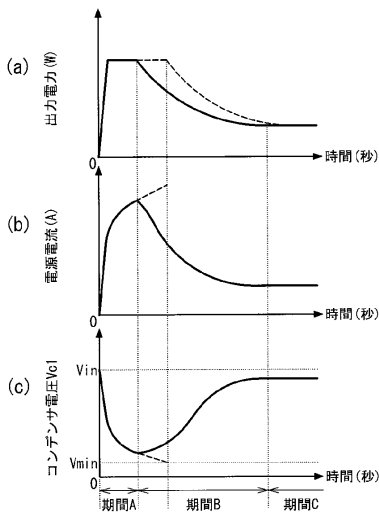 (a)
出力電力(W)
0
時間(秒)
(b)
電源電流(A)
0
時間(秒)
(c)
コンデンサ電圧Vc1
Vin
Vmin
0
時間(秒)
期間A
期間B
期間C